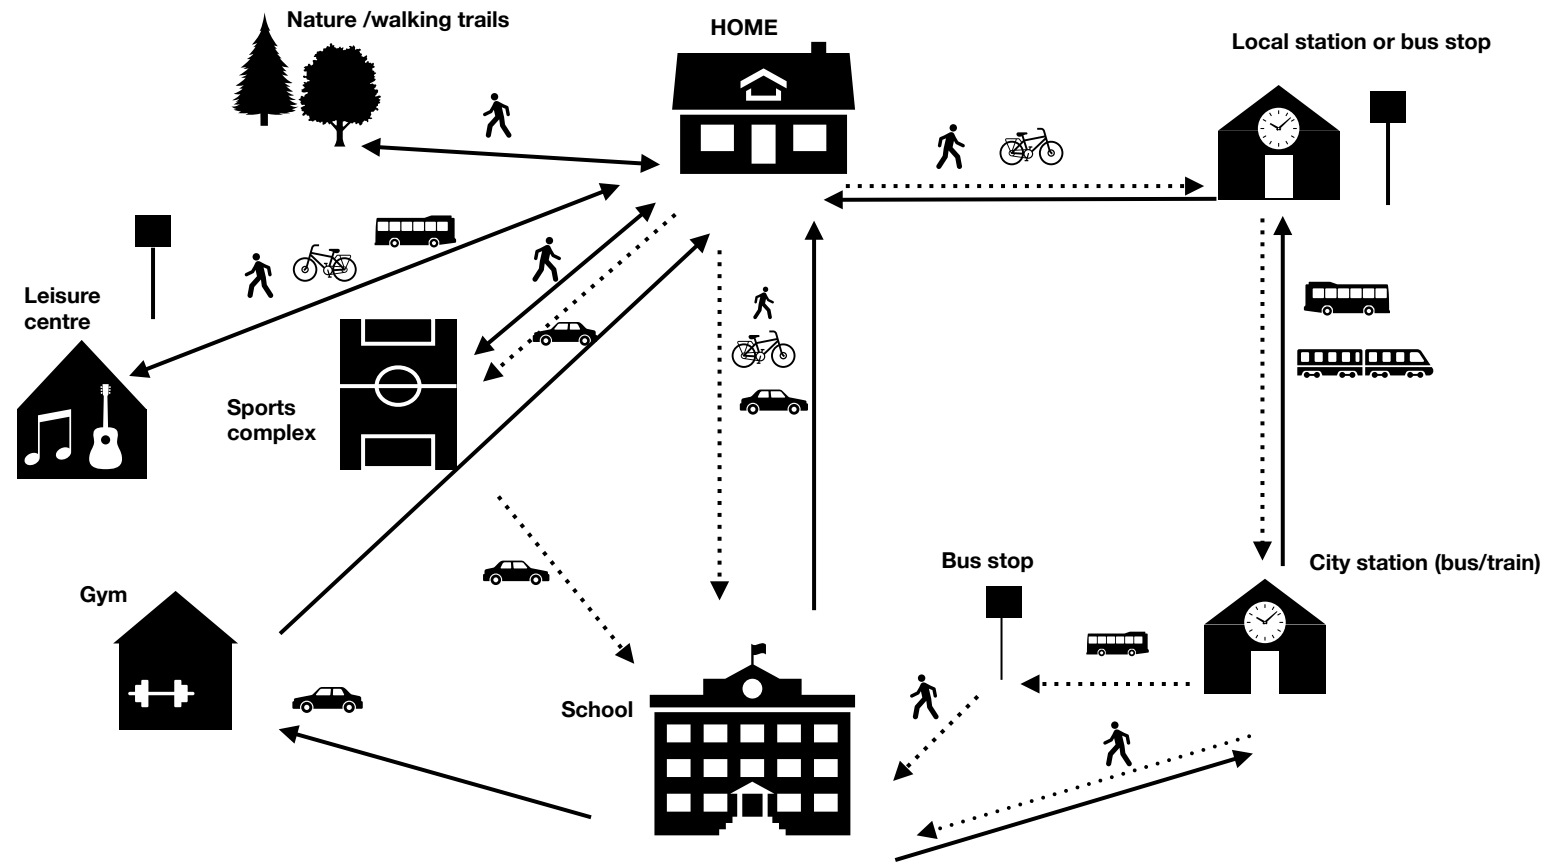 Nature /walking trails
HOME
Local station or bus stop
Leisure
centre
Sports
complex
Bus stop
City station (bus/train)
Gym
School